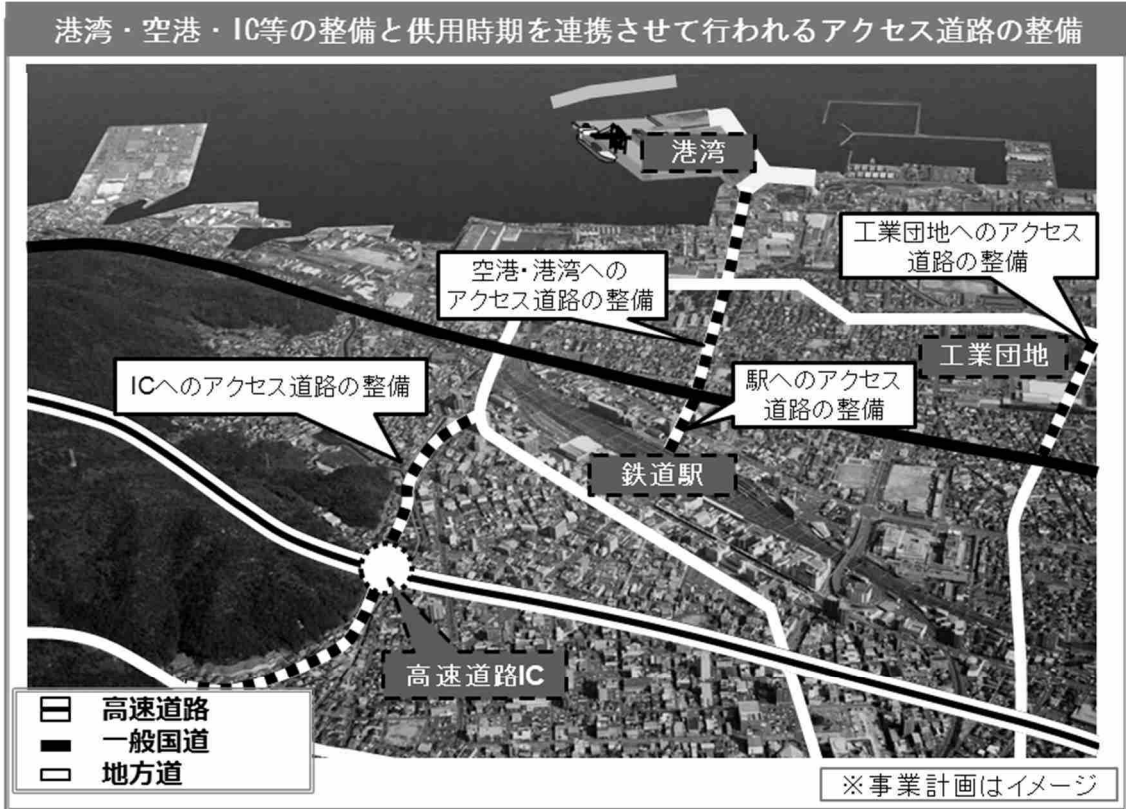 港湾・空港・IC等の整備と供用時期を連携させて行われるアクセス道路の整備
港湾
工業団地へのアクセス
道路の整備
空港・港湾への
アクセス道路の整備
工業団地
ICへのアクセス道路の整備
駅へのアクセス
道路の整備
鉄道駅
高速道路IC
高速道路
一般国道
地方道
※事業計画はイメージ